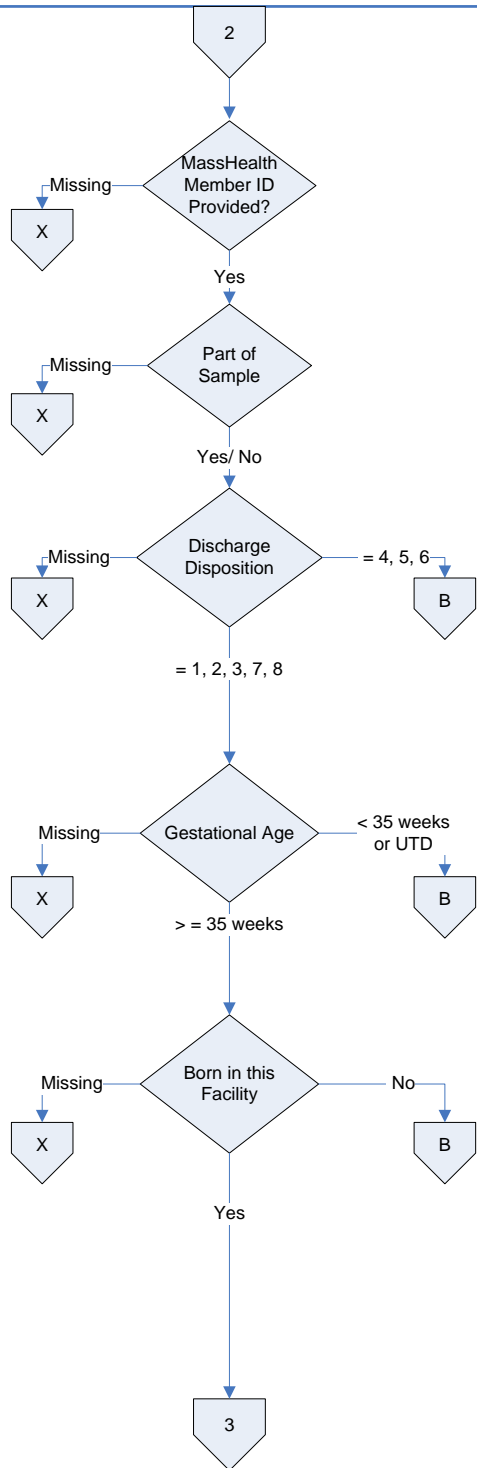 2
MassHealth
Member ID
Provided?
Missing
X
Yes
Part of
Sample
Missing
X
Yes/ No
Discharge
Disposition
Missing
= 4, 5, 6
X
B
= 1, 2, 3, 7, 8
Gestational Age
Missing
< 35 weeks
or UTD
X
B
> = 35 weeks
Born in this
Facility
Missing
No
X
B
Yes
3